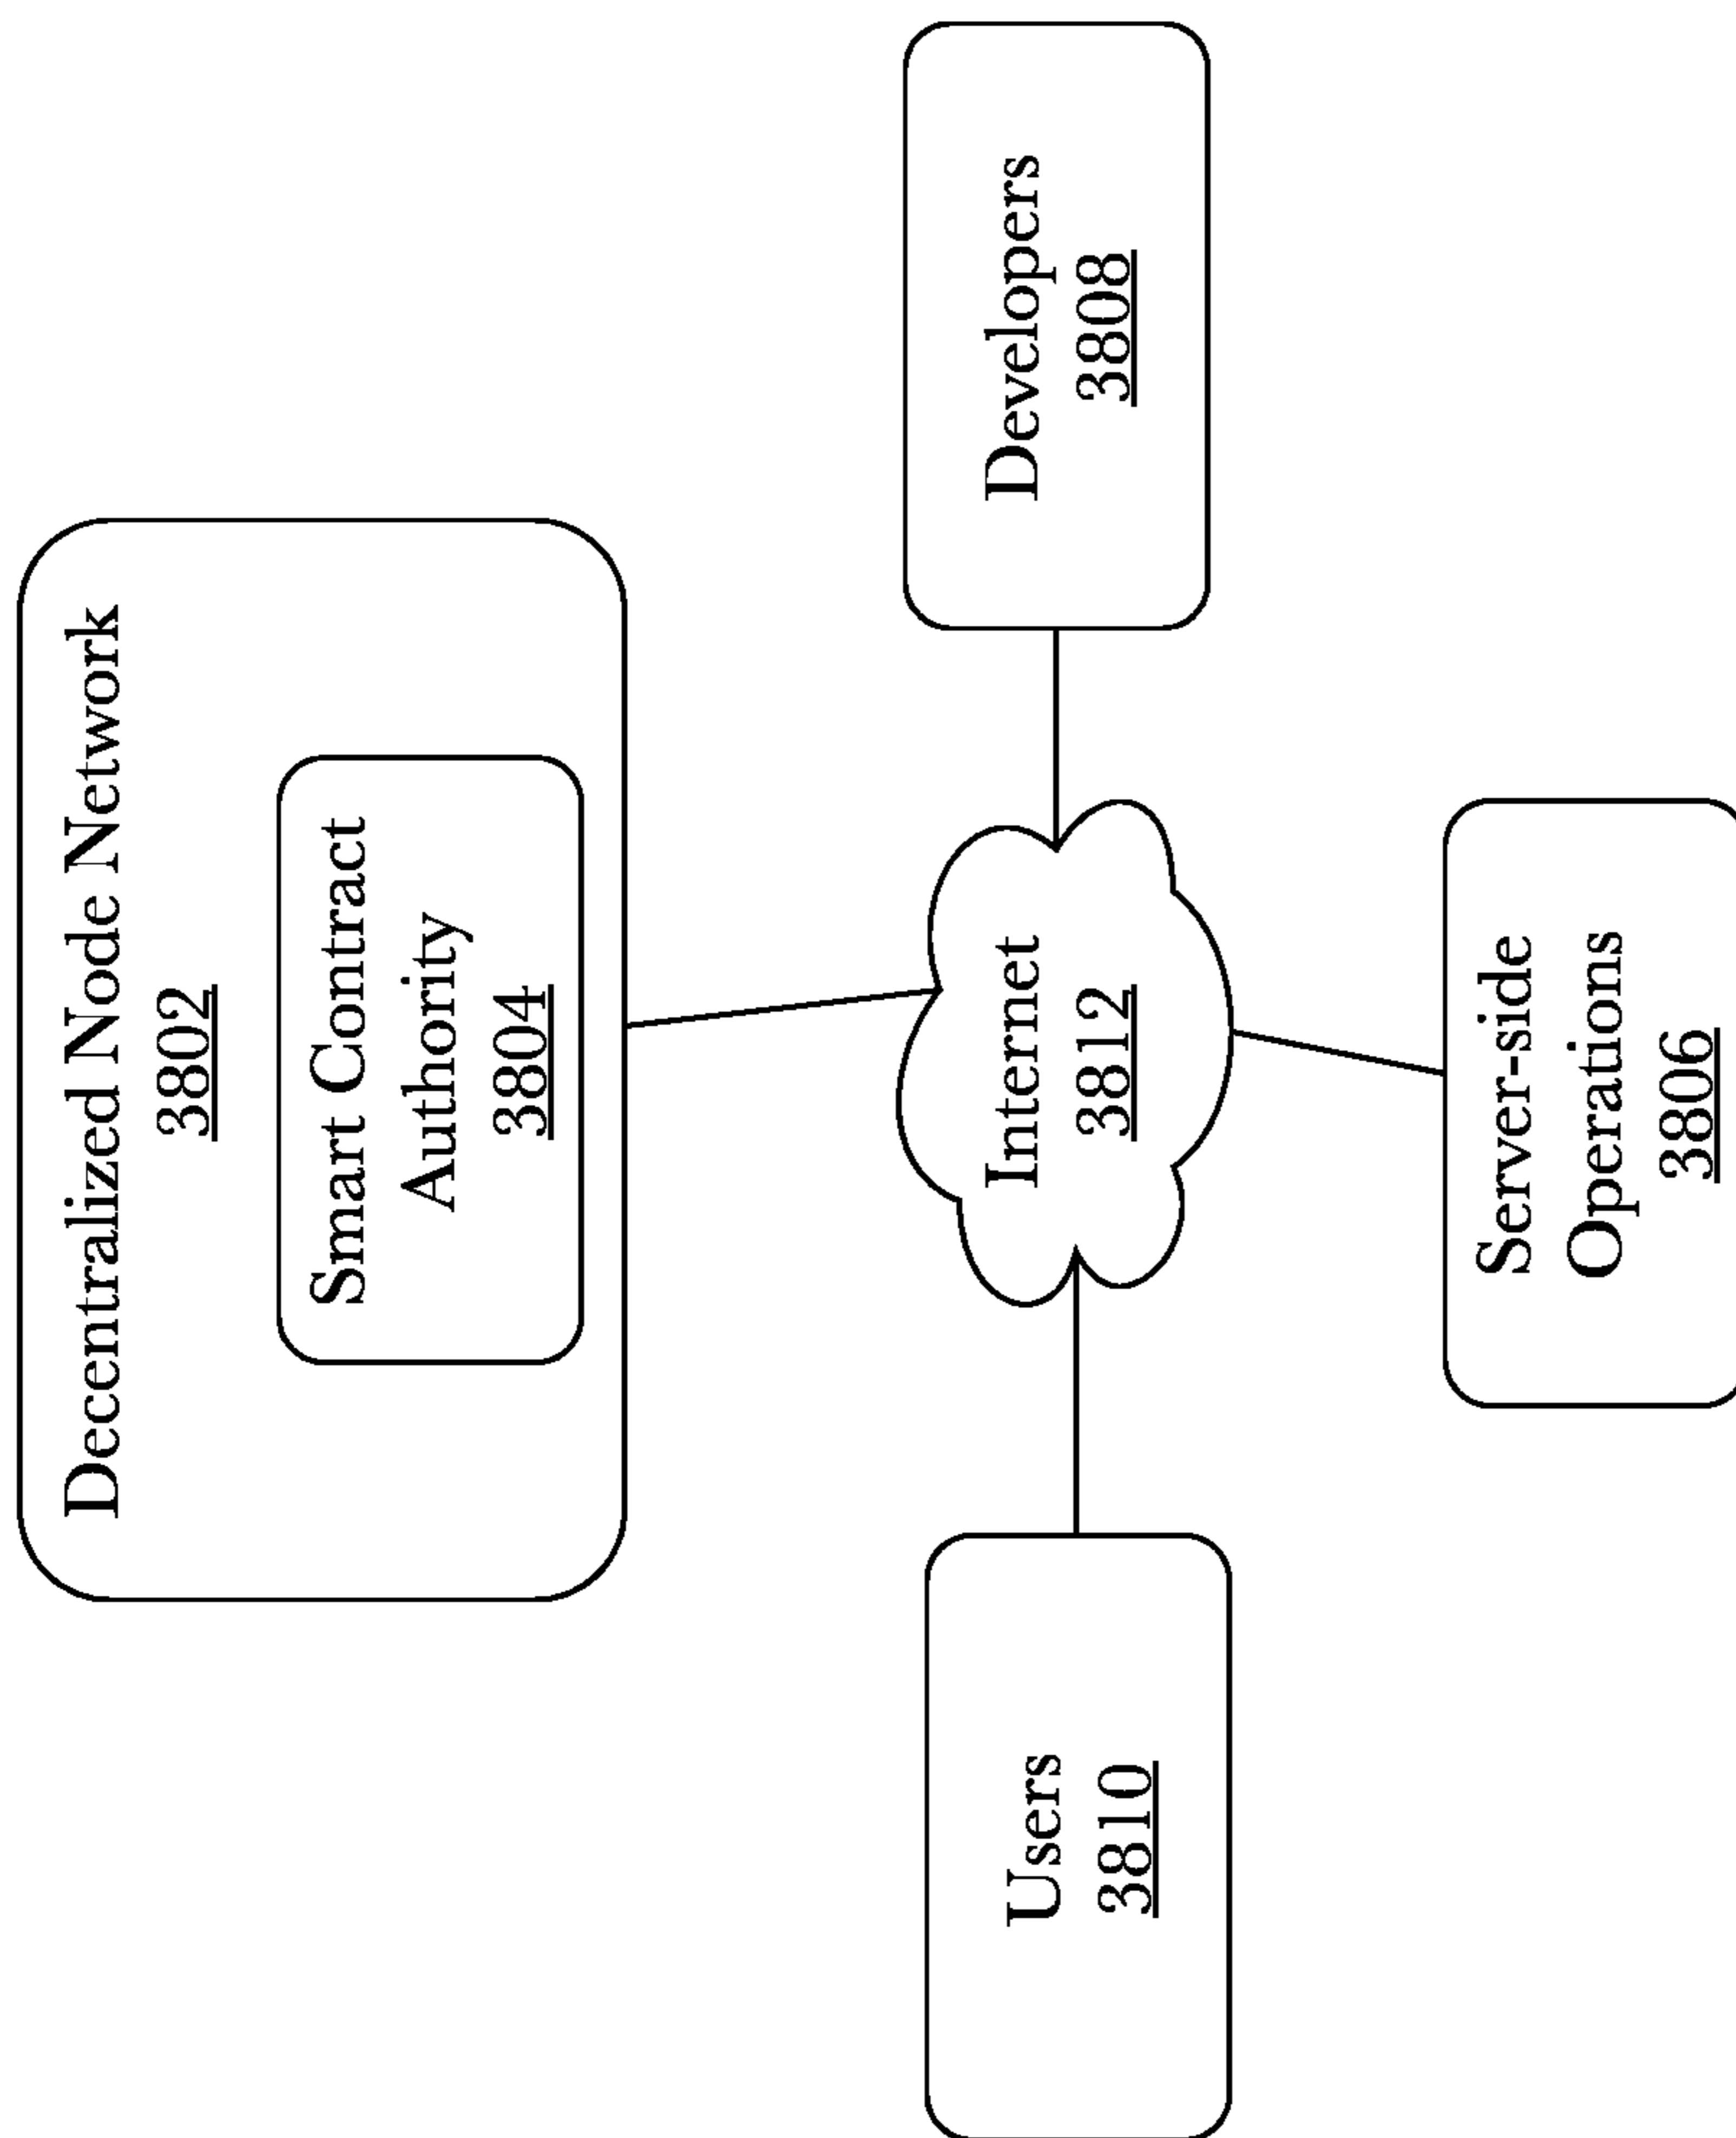 Decentralized Node Network
3802
Smart Contract
Authority
3804
Users
3810
Internet
3812
Developers
3808
Server-side
Operations
3806